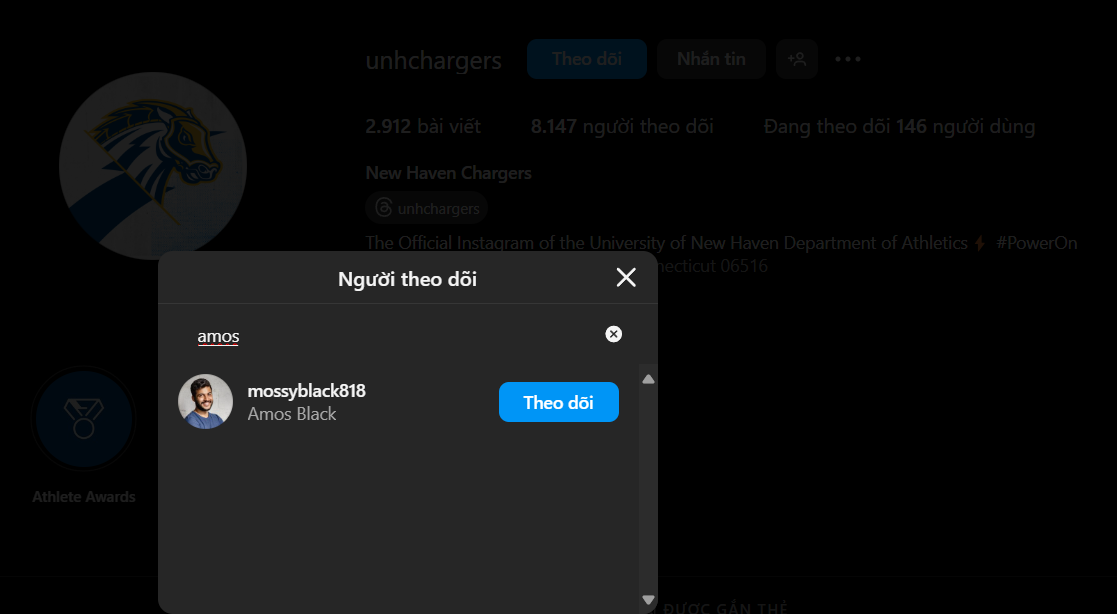 unhchargers Theo dõi Nhắn tin
2.912 bài viết 8.147 người theo dõi Đang theo dõi 146 người dùng
New Haven Chargers
unhchargers
The Official Instagram of the University of New Haven Department of Athletics #PowerOn
necticut 06516
Người theo dõi
amos
mossyblack818
Amos Black
Theo dõi
Athlete Awards
ĐƯỢC GẮN THẺ